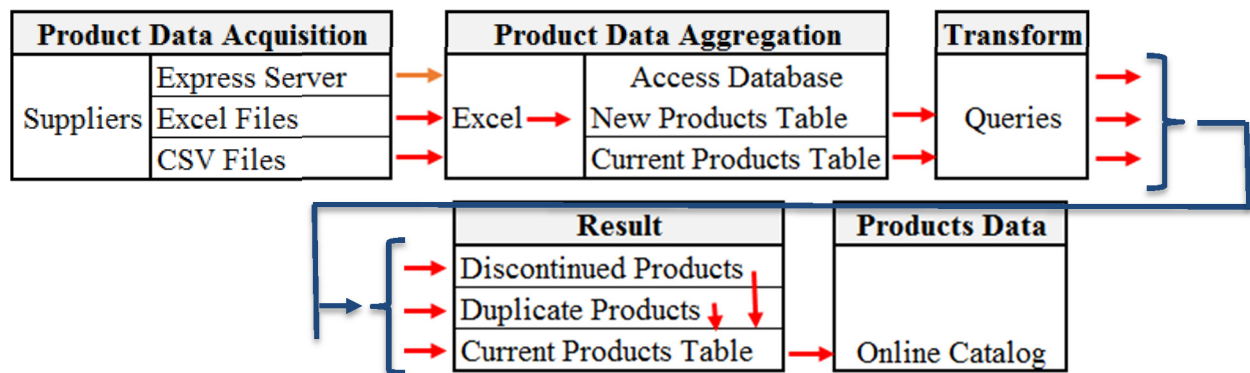 Product Data Acquisition
Suppliers
Express Server
Excel Files
CSV Files
Product Data Aggregation
Excel
Access Database
New Products Table
Current Products Table
Transform
Queries
Result
Discontinued Products
Duplicate Products
Current Products Table
Products Data
Online Catalog